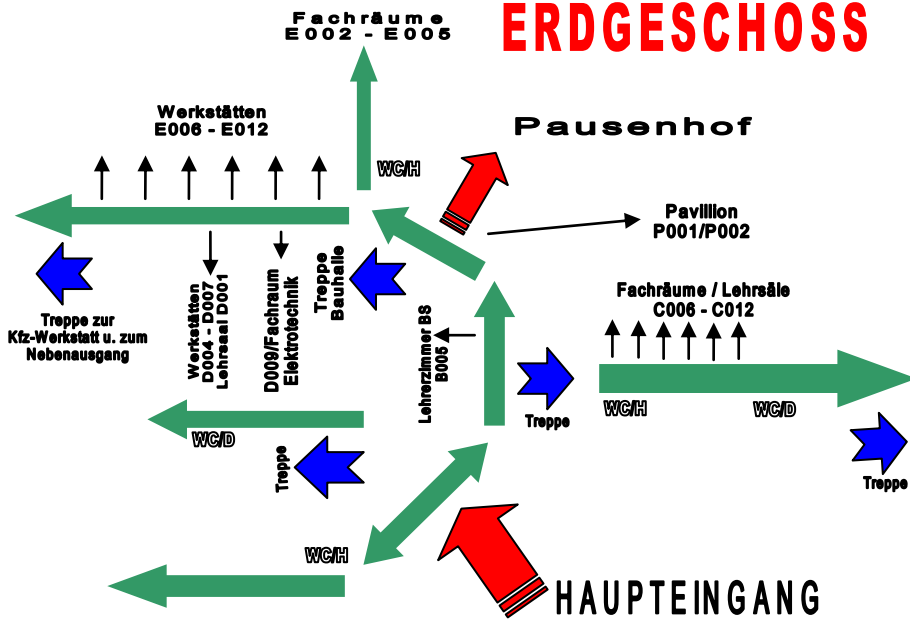 Fachräume
E002 - E005
ERDGESCHOSS
Werkstätten
E006 - E012
Pausenhof
WC/H
Pavillion
P001/P002
Treppe zur
Kfz-Werkstatt u. zum
Nebenausgang
Werkstätten
D004 - D007
Lehrsaal D001
D009/Fachraum
Elektrotechnik
Treppe
Bauhalle
Fachräume / Lehrsäle
C006 - C012
Lehrerzimmer BS
B005
Treppe
WC/H
WC/D
WC/D
Treppe
Treppe
WC/H
HAUPTEINGANG